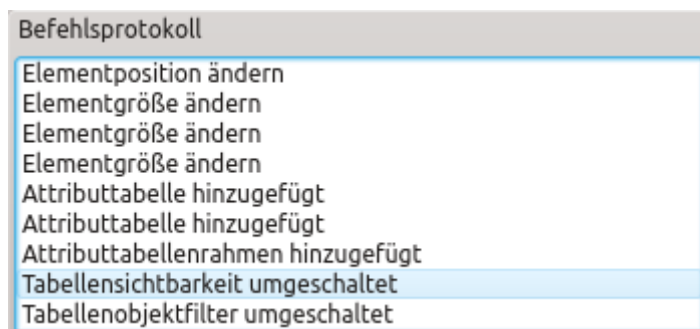 Befehlsprotokoll
Elementposition ändern
Elementgröße ändern
Elementgröße ändern
Elementgröße ändern
Attributtabelle hinzugefügt
Attributtabelle hinzugefügt
Attributtabellenrahmen hinzugefügt
Tabellensichtbarkeit umgeschaltet
Tabellenobjektfilter umgeschaltet